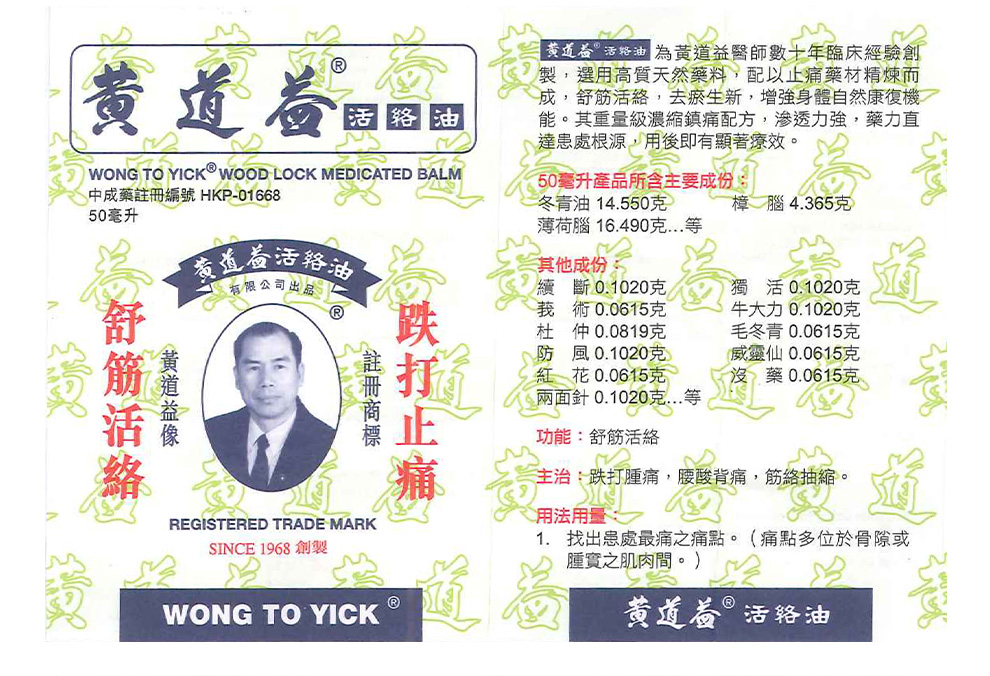 黃道益®活絡油
WONG TO YICK® WOOD LOCK MEDICATED BALM
中成藥註冊編號 HKP-01668
50毫升
黃道益活絡油
有限公司出品
®
舒筋活絡
黃道益像
註冊商標
跌打止痛
REGISTERED TRADE MARK
SINCE 1968 創製
WONG TO YICK®
黃道益®活絡油 為黃道益醫師數十年臨床經驗創
製，選用高質天然藥料，配以止痛藥材精煉而
成，舒筋活絡，去瘀生新，增強身體自然康復機
能。其重量級濃縮鎮痛配方，滲透力強，藥力直
達患處根源，用後即有顯著療效。
50毫升產品所含主要成份：
冬青油 14.550克 樟　腦 4.365克
薄荷腦 16.490克…等
其他成份：
續　斷 0.1020克 獨　活 0.1020克
莪　術 0.0615克 牛大力 0.1020克
杜　仲 0.0819克 毛冬青 0.0615克
防　風 0.1020克 威靈仙 0.0615克
紅　花 0.0615克 沒　藥 0.0615克
兩面針 0.1020克…等
功能：舒筋活絡
主治：跌打腫痛，腰酸背痛，筋絡抽縮。
用法用量：
1. 找出患處最痛之痛點。（痛點多位於骨隙或
腫實之肌肉間。）
黃道益®活絡油